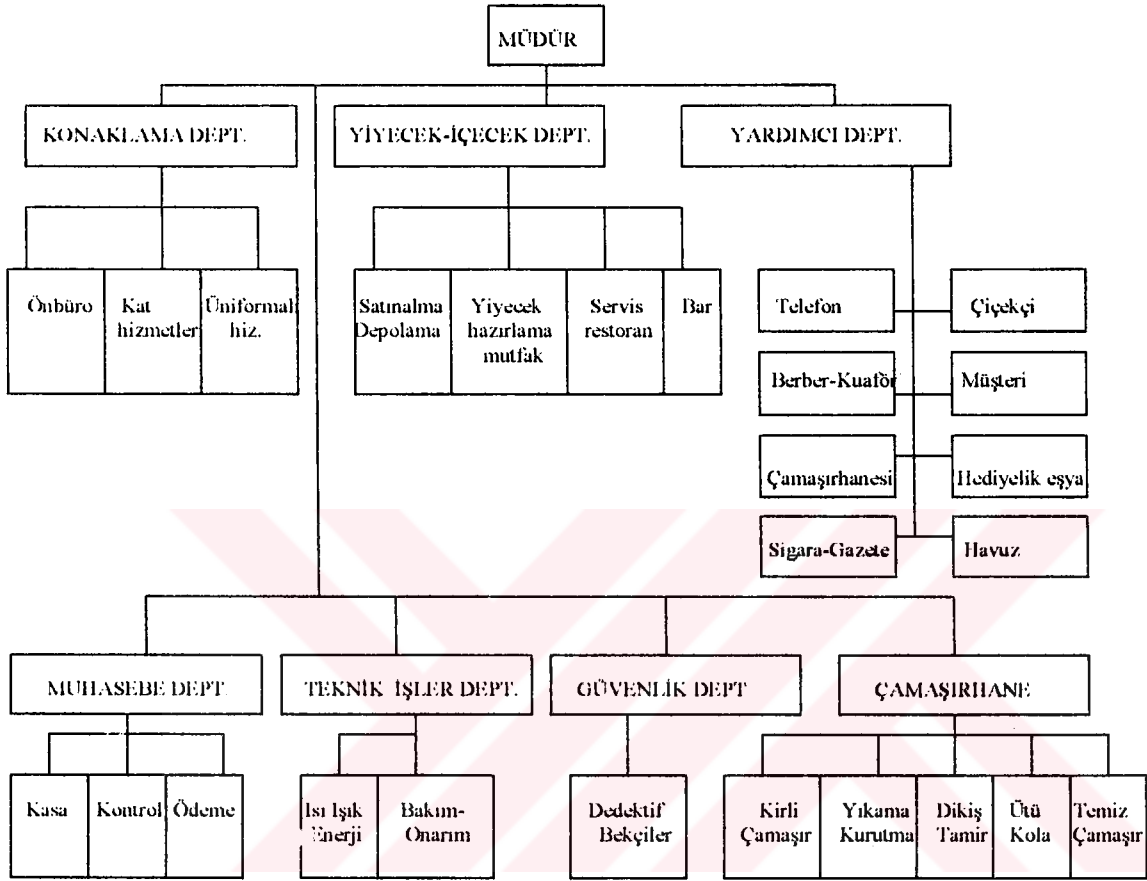 MÜDÜR
KONAKLAMA DEPT.
YİYECEK-İÇECEK DEPT.
YARDIMCI DEPT.
Önbüro
Kat
hizmetler
Üniformal
hiz.
Satınalma
Depolama
Yiyecek
hazırlama
mutfak
Servis
restoran
Bar
Telefon
Çiçekçi
Berber-Kuaför
Müşteri
Çamaşırhanesi
Hediyelik eşya
Sigara-Gazete
Havuz
MUHASEBE DEPT.
TEKNİK İŞLER DEPT.
GÜVENLİK DEPT
ÇAMAŞIRHANE
Kasa
Kontrol
Ödeme
Isı Işık
Enerji
Bakım-
Onarım
Dedektif
Bekçiler
Kirli
Çamaşır
Yıkama
Kurutma
Dikiş
Tamir
Ütü
Kola
Temiz
Çamaşır